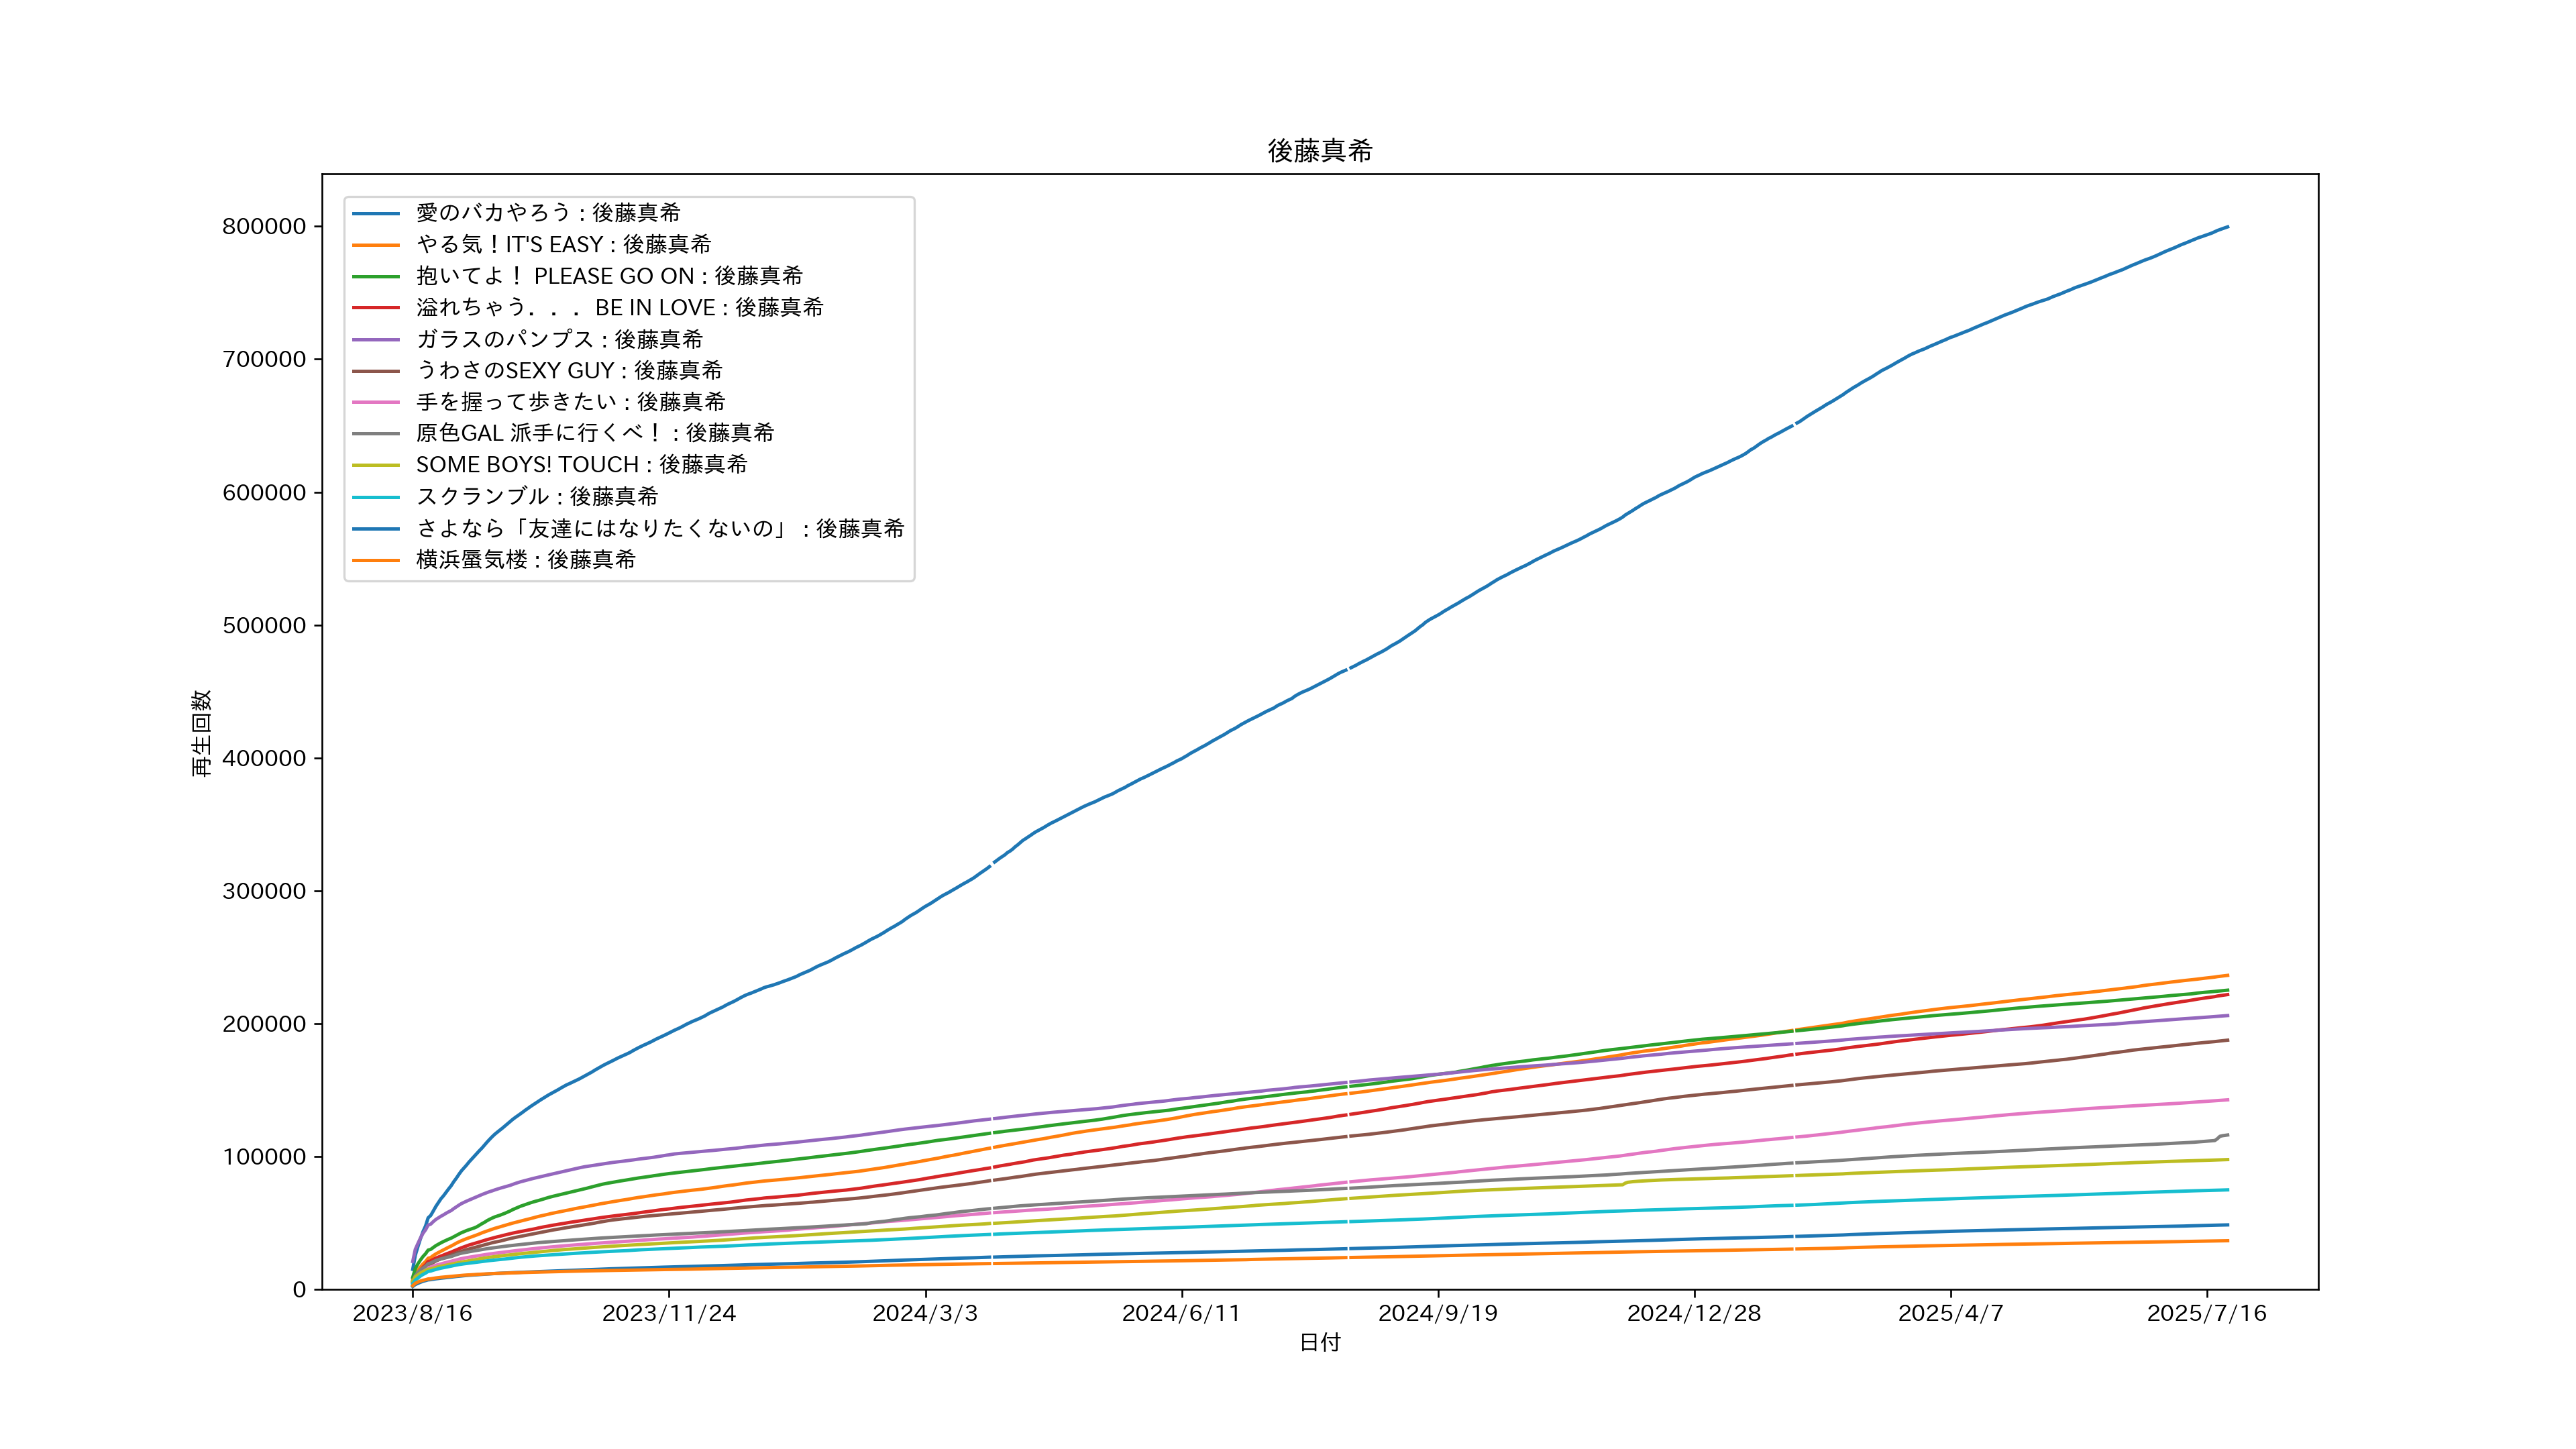 後藤真希
愛のバカやろう : 後藤真希
やる気！IT'S EASY : 後藤真希
抱いてよ！ PLEASE GO ON : 後藤真希
溢れちゃう．．．BE IN LOVE : 後藤真希
ガラスのパンプス : 後藤真希
うわさのSEXY GUY : 後藤真希
手を握って歩きたい : 後藤真希
原色GAL 派手に行くべ！ : 後藤真希
SOME BOYS! TOUCH : 後藤真希
スクランブル : 後藤真希
さよなら「友達にはなりたくないの」 : 後藤真希
横浜蜃気楼 : 後藤真希
800000
700000
600000
500000
400000
300000
200000
100000
0
再生回数
2023/8/16 2023/11/24 2024/3/3 2024/6/11 2024/9/19 2024/12/28 2025/4/7 2025/7/16
日付